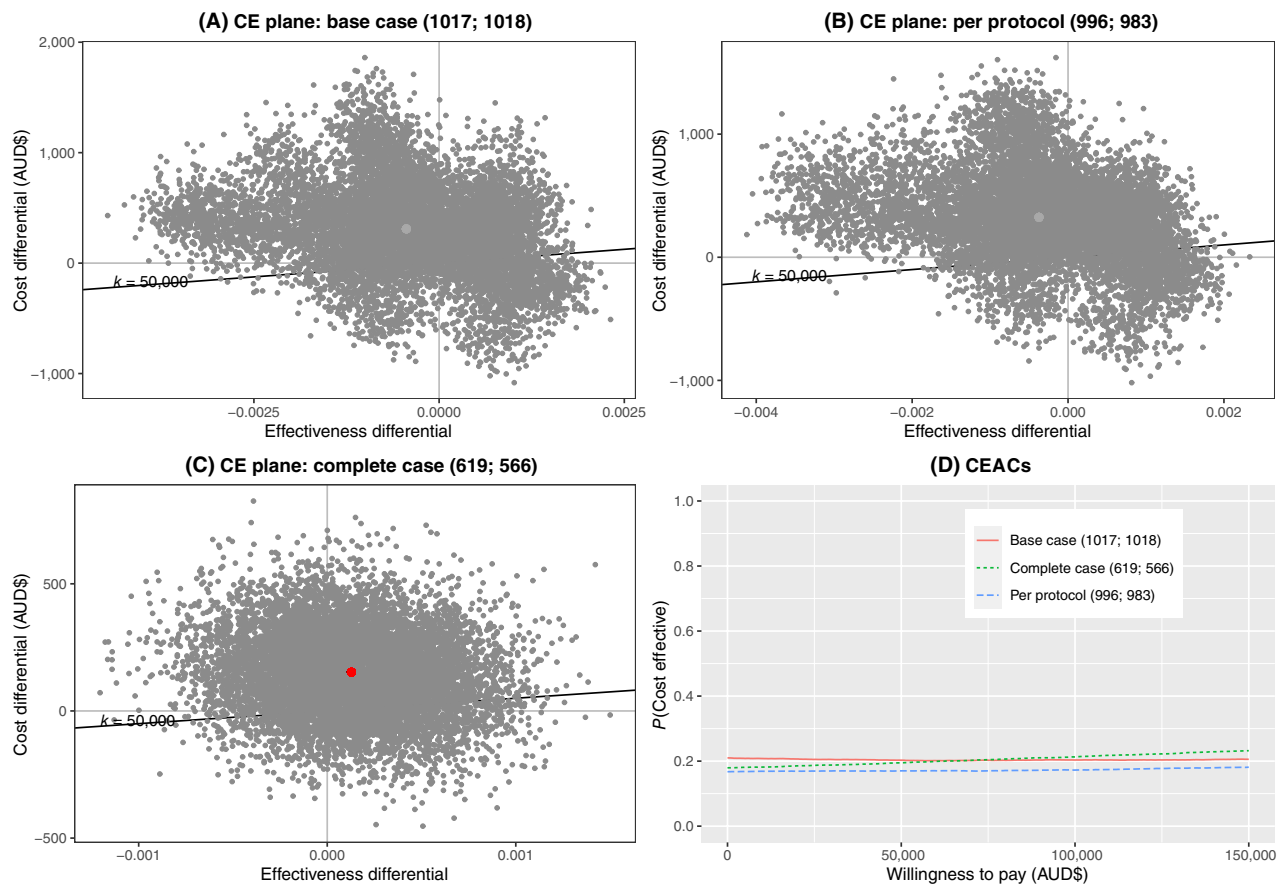 (A) CE plane: base case (1017; 1018)
2,000
1,000
0
−1,000
Cost differential (AUD$)
k = 50,000
−0.0025
0.0000
0.0025
Effectiveness differential
(B) CE plane: per protocol (996; 983)
1,000
0
−1,000
Cost differential (AUD$)
k = 50,000
−0.004
−0.002
0.000
0.002
Effectiveness differential
(C) CE plane: complete case (619; 566)
500
0
−500
Cost differential (AUD$)
k = 50,000
−0.001
0.000
0.001
Effectiveness differential
(D) CEACs
1.0
0.8
0.6
0.4
0.2
0.0
P(Cost effective)
Base case (1017; 1018)
Complete case (619; 566)
Per protocol (996; 983)
0
50,000
100,000
150,000
Willingness to pay (AUD$)